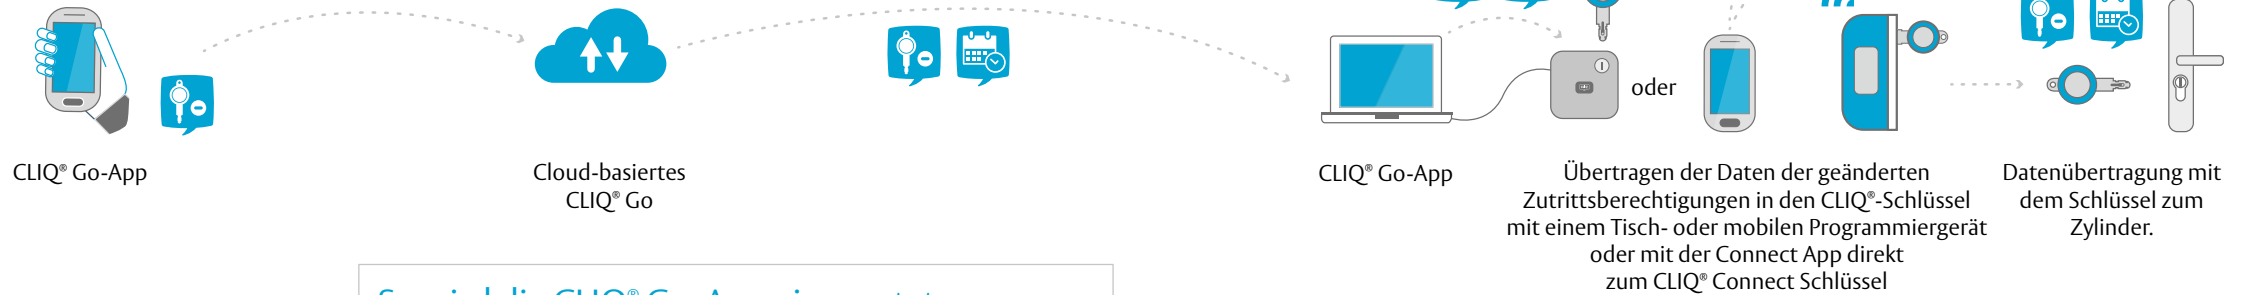 oder
CLIQ® Go-App
Cloud-basiertes
CLIQ® Go
CLIQ® Go-App
Übertragen der Daten der geänderten
Zutrittsberechtigungen in den CLIQ®-Schlüssel
mit einem Tisch- oder mobilen Programmiergerät
oder mit der Connect App direkt
zum CLIQ® Connect Schlüssel
Datenübertragung mit
dem Schlüssel zum
Zylinder.